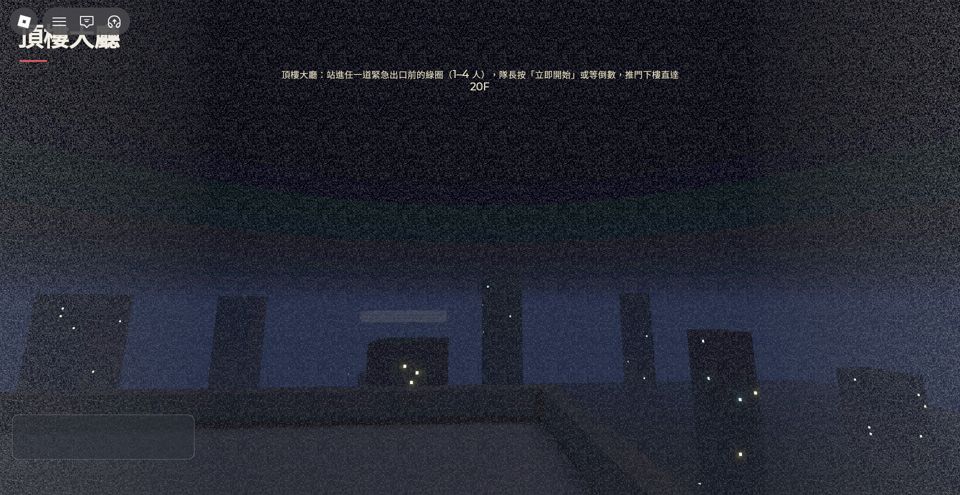 頂樓大廳
頂樓大廳：站進任一道緊急出口前的綠圈（1–4 人），隊長按「立即開始」或等倒數，推門下樓直達
20F